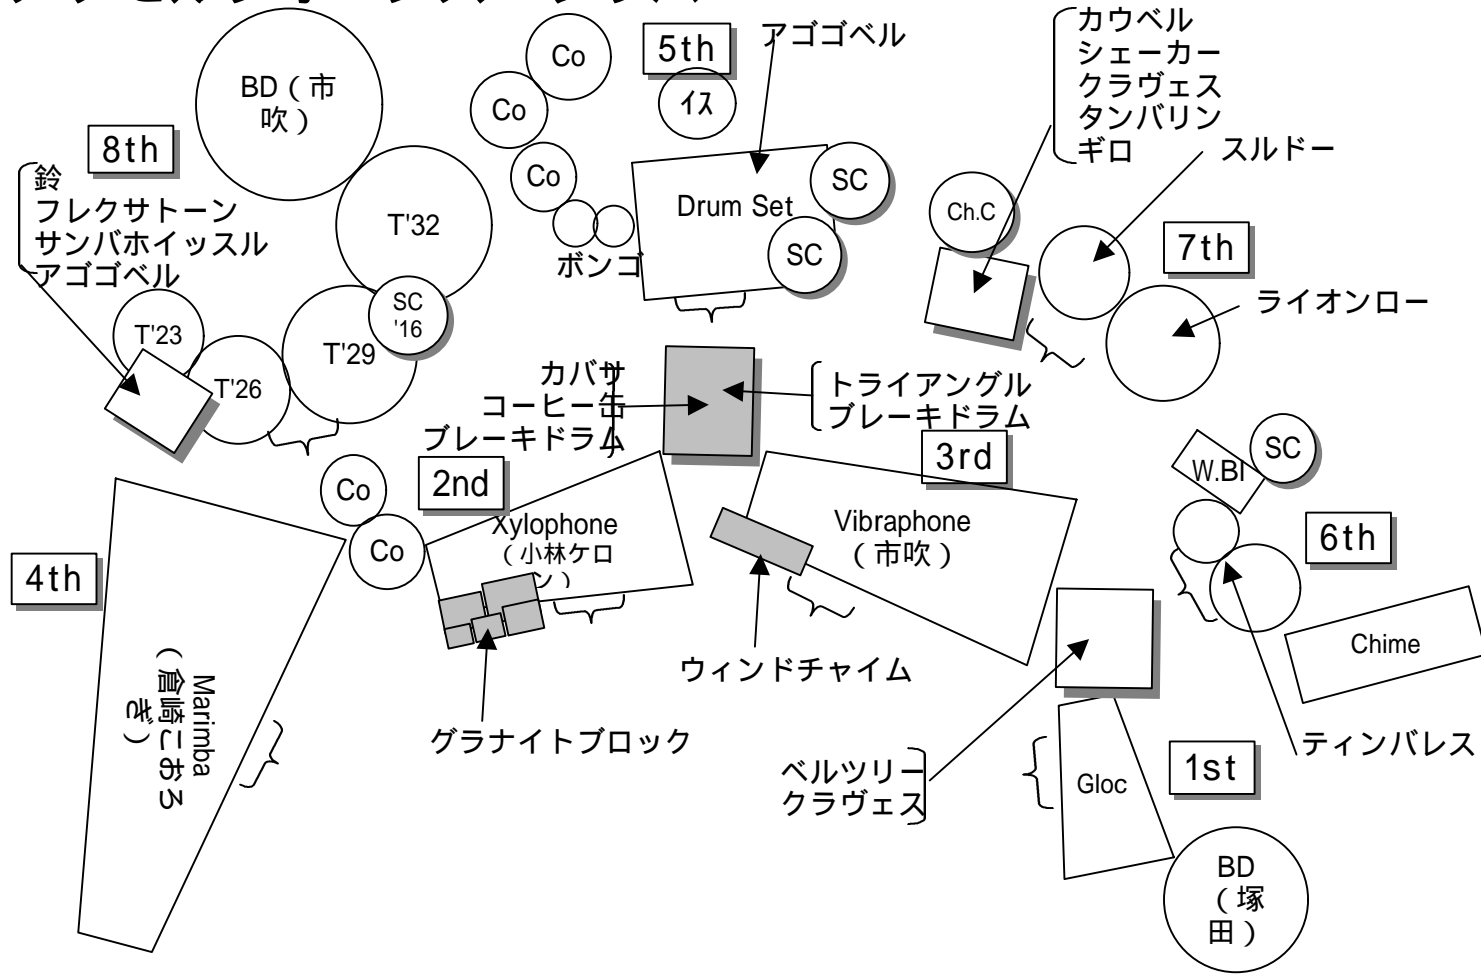 BD（市
吹）
8th
鈴
フレクサトーン
サンバホイッスル
アゴゴベル
T'32
SC
'16
T'29
T'23
T'26
Co
Co
Co
ボンゴ
5th
イス
アゴゴベル
Drum Set
SC
SC
カウベル
シェーカー
クラヴェス
タンバリン
ギロ
スルドー
Ch.C
7th
ライオンロー
カバサ
コーヒー缶
ブレーキドラム
トライアングル
ブレーキドラム
3rd
2nd
Co
Co
Xylophone
（小林ケロ
ン）
Vibraphone
（市吹）
W.Bl
SC
6th
4th
Marimba
（倉崎こおろ
ぎ）
グラナイトブロック
ウィンドチャイム
Chime
ティンバレス
ベルツリー
クラヴェス
Gloc
1st
BD
（塚
田）